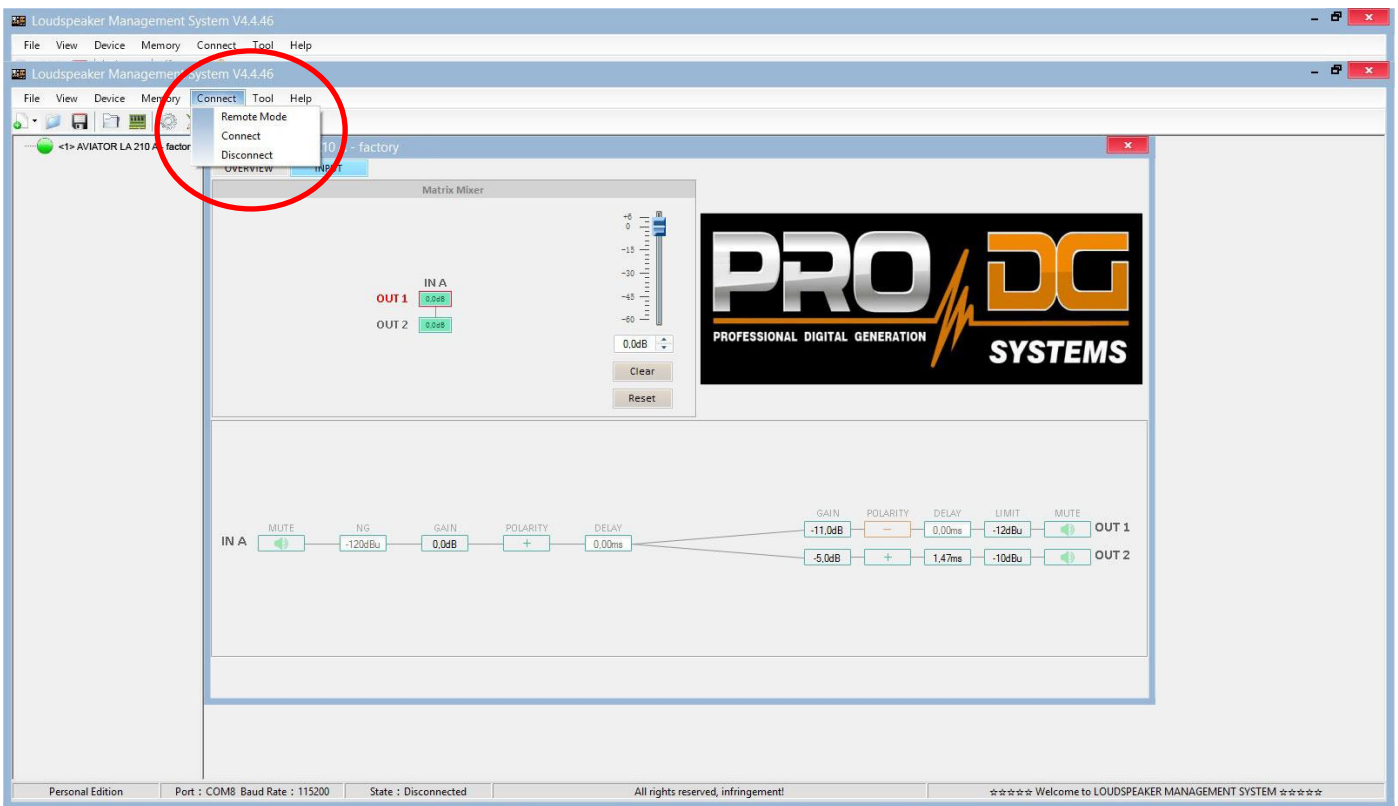 Loudspeaker Management System V4.4.46
File View Device Memory Connect Tool Help
Loudspeaker Management System V4.4.46
File View Device Memory Connect Tool Help
Remote Mode
Connect
Disconnect
<1> AVIATOR LA 210 A - factor
10 - factory
OVERVIEW INPUT
Matrix Mixer
+6
0
-15
-30
-45
-60
IN A
OUT 1 0,0dB
OUT 2 0,0dB
0,0dB
Clear
Reset
PRO DG
PROFESSIONAL DIGITAL GENERATION
SYSTEMS
GAIN POLARITY DELAY LIMIT MUTE
-11,0dB − 0,00ms -12dBu OUT 1
MUTE NG GAIN POLARITY DELAY
IN A -120dBu 0,0dB + 0,00ms
-5,0dB + 1,47ms -10dBu OUT 2
Personal Edition Port : COM8 Baud Rate : 115200 State : Disconnected All rights reserved, infringement! ☆☆☆☆☆ Welcome to LOUDSPEAKER MANAGEMENT SYSTEM ☆☆☆☆☆